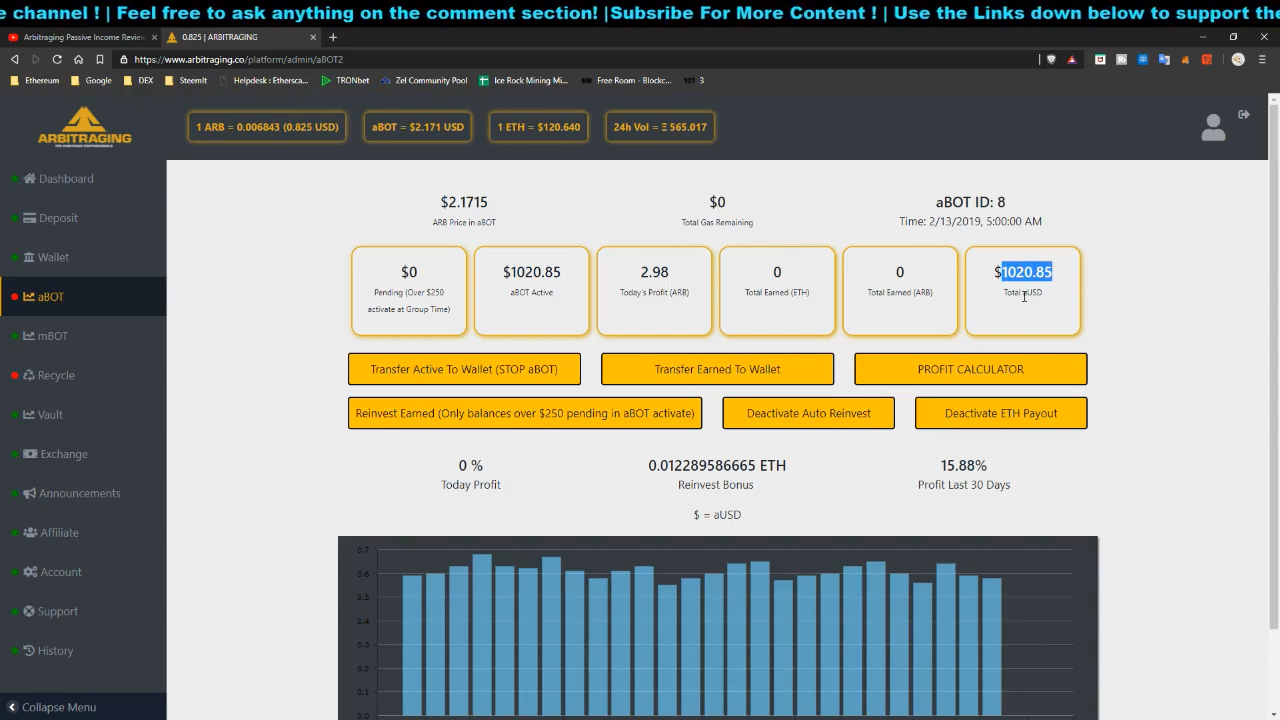 e channel ! | Feel free to ask anything on the comment section! |Subsribe For More Content ! | Use the Links down below to support the
Arbitraging Passive Income Review
0.825 | ARBITRAGING
https://www.arbitraging.co/platform/admin/aBOT2
Ethereum Google DEX SteemIt Helpdesk : Ethersca... TRONbet Zel Community Pool Ice Rock Mining Mi... Free Room - Blockc... 101 3
ARBITRAGING
1 ARB = 0.006843 (0.825 USD) aBOT = $2.171 USD 1 ETH = $120.640 24h Vol = Ξ 565.017
Dashboard
Deposit
Wallet
aBOT
mBOT
Recycle
Vault
Exchange
Announcements
Affiliate
Account
Support
History
Collapse Menu
$2.1715
ARB Price in aBOT
$0
Total Gas Remaining
aBOT ID: 8
Time: 2/13/2019, 5:00:00 AM
$0
Pending (Over $250
activate at Group Time)
$1020.85
aBOT Active
2.98
Today's Profit (ARB)
0
Total Earned (ETH)
0
Total Earned (ARB)
$1020.85
Total aUSD
Transfer Active To Wallet (STOP aBOT) Transfer Earned To Wallet PROFIT CALCULATOR
Reinvest Earned (Only balances over $250 pending in aBOT activate) Deactivate Auto Reinvest Deactivate ETH Payout
0 %
Today Profit
0.012289586665 ETH
Reinvest Bonus
15.88%
Profit Last 30 Days
$ = aUSD
0.7
0.6
0.5
0.4
0.3
0.2
0.1
0.0